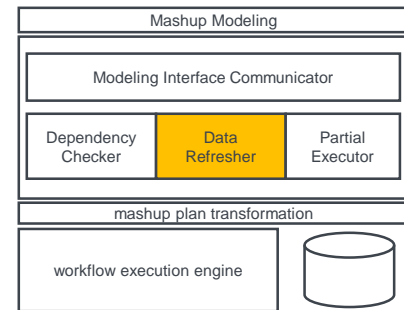 Mashup Modeling
Modeling Interface Communicator
Dependency
Checker
Data
Refresher
Partial
Executor
mashup plan transformation
workflow execution engine